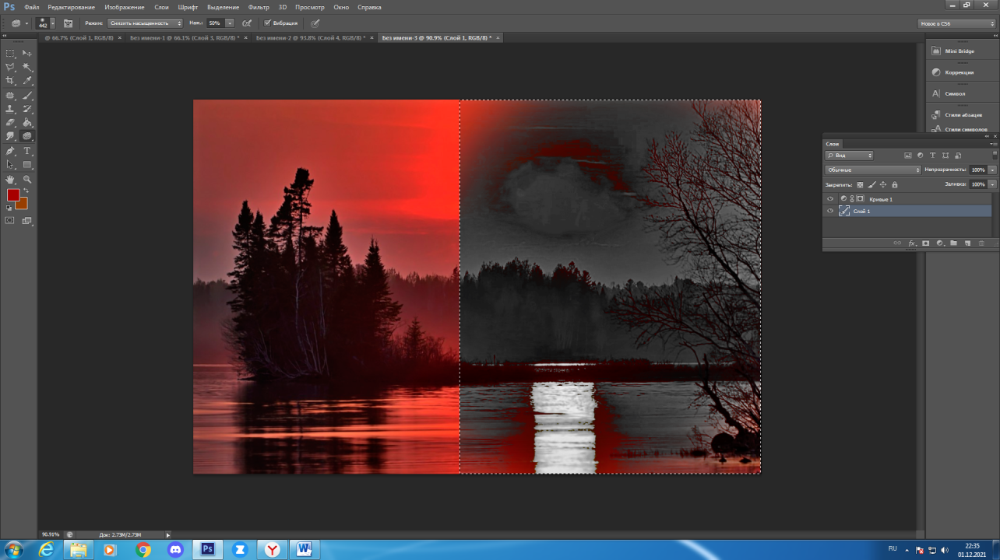 Ps Файл Редактирование Изображение Слои Шрифт Выделение Фильтр 3D Просмотр Окно Справка
442 Режим: Снизить насыщенность Наж.: 50% Вибрация Новое в CS6
@ 66.7% (Слой 1, RGB/8) × Без имени-1 @ 66.1% (Слой 3, RGB/8) * × Без имени-2 @ 93.8% (Слой 4, RGB/8) * × Без имени-3 @ 90.9% (Слой 1, RGB/8) * ×
Mini Bridge
Коррекция
Символ
Стили абзацев
Стили символов
Слои
Вид
Обычные Непрозрачность: 100%
Закрепить: Заливка: 100%
Кривые 1
Слой 1
fx
90.91% Док: 2.73M/2.73M
Ps W RU 22:35
01.12.2021